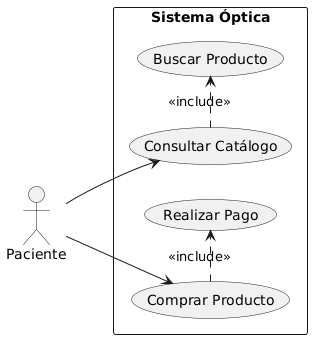 Sistema Óptica
Buscar Producto
«include»
Consultar Catálogo
Realizar Pago
Paciente
«include»
Comprar Producto